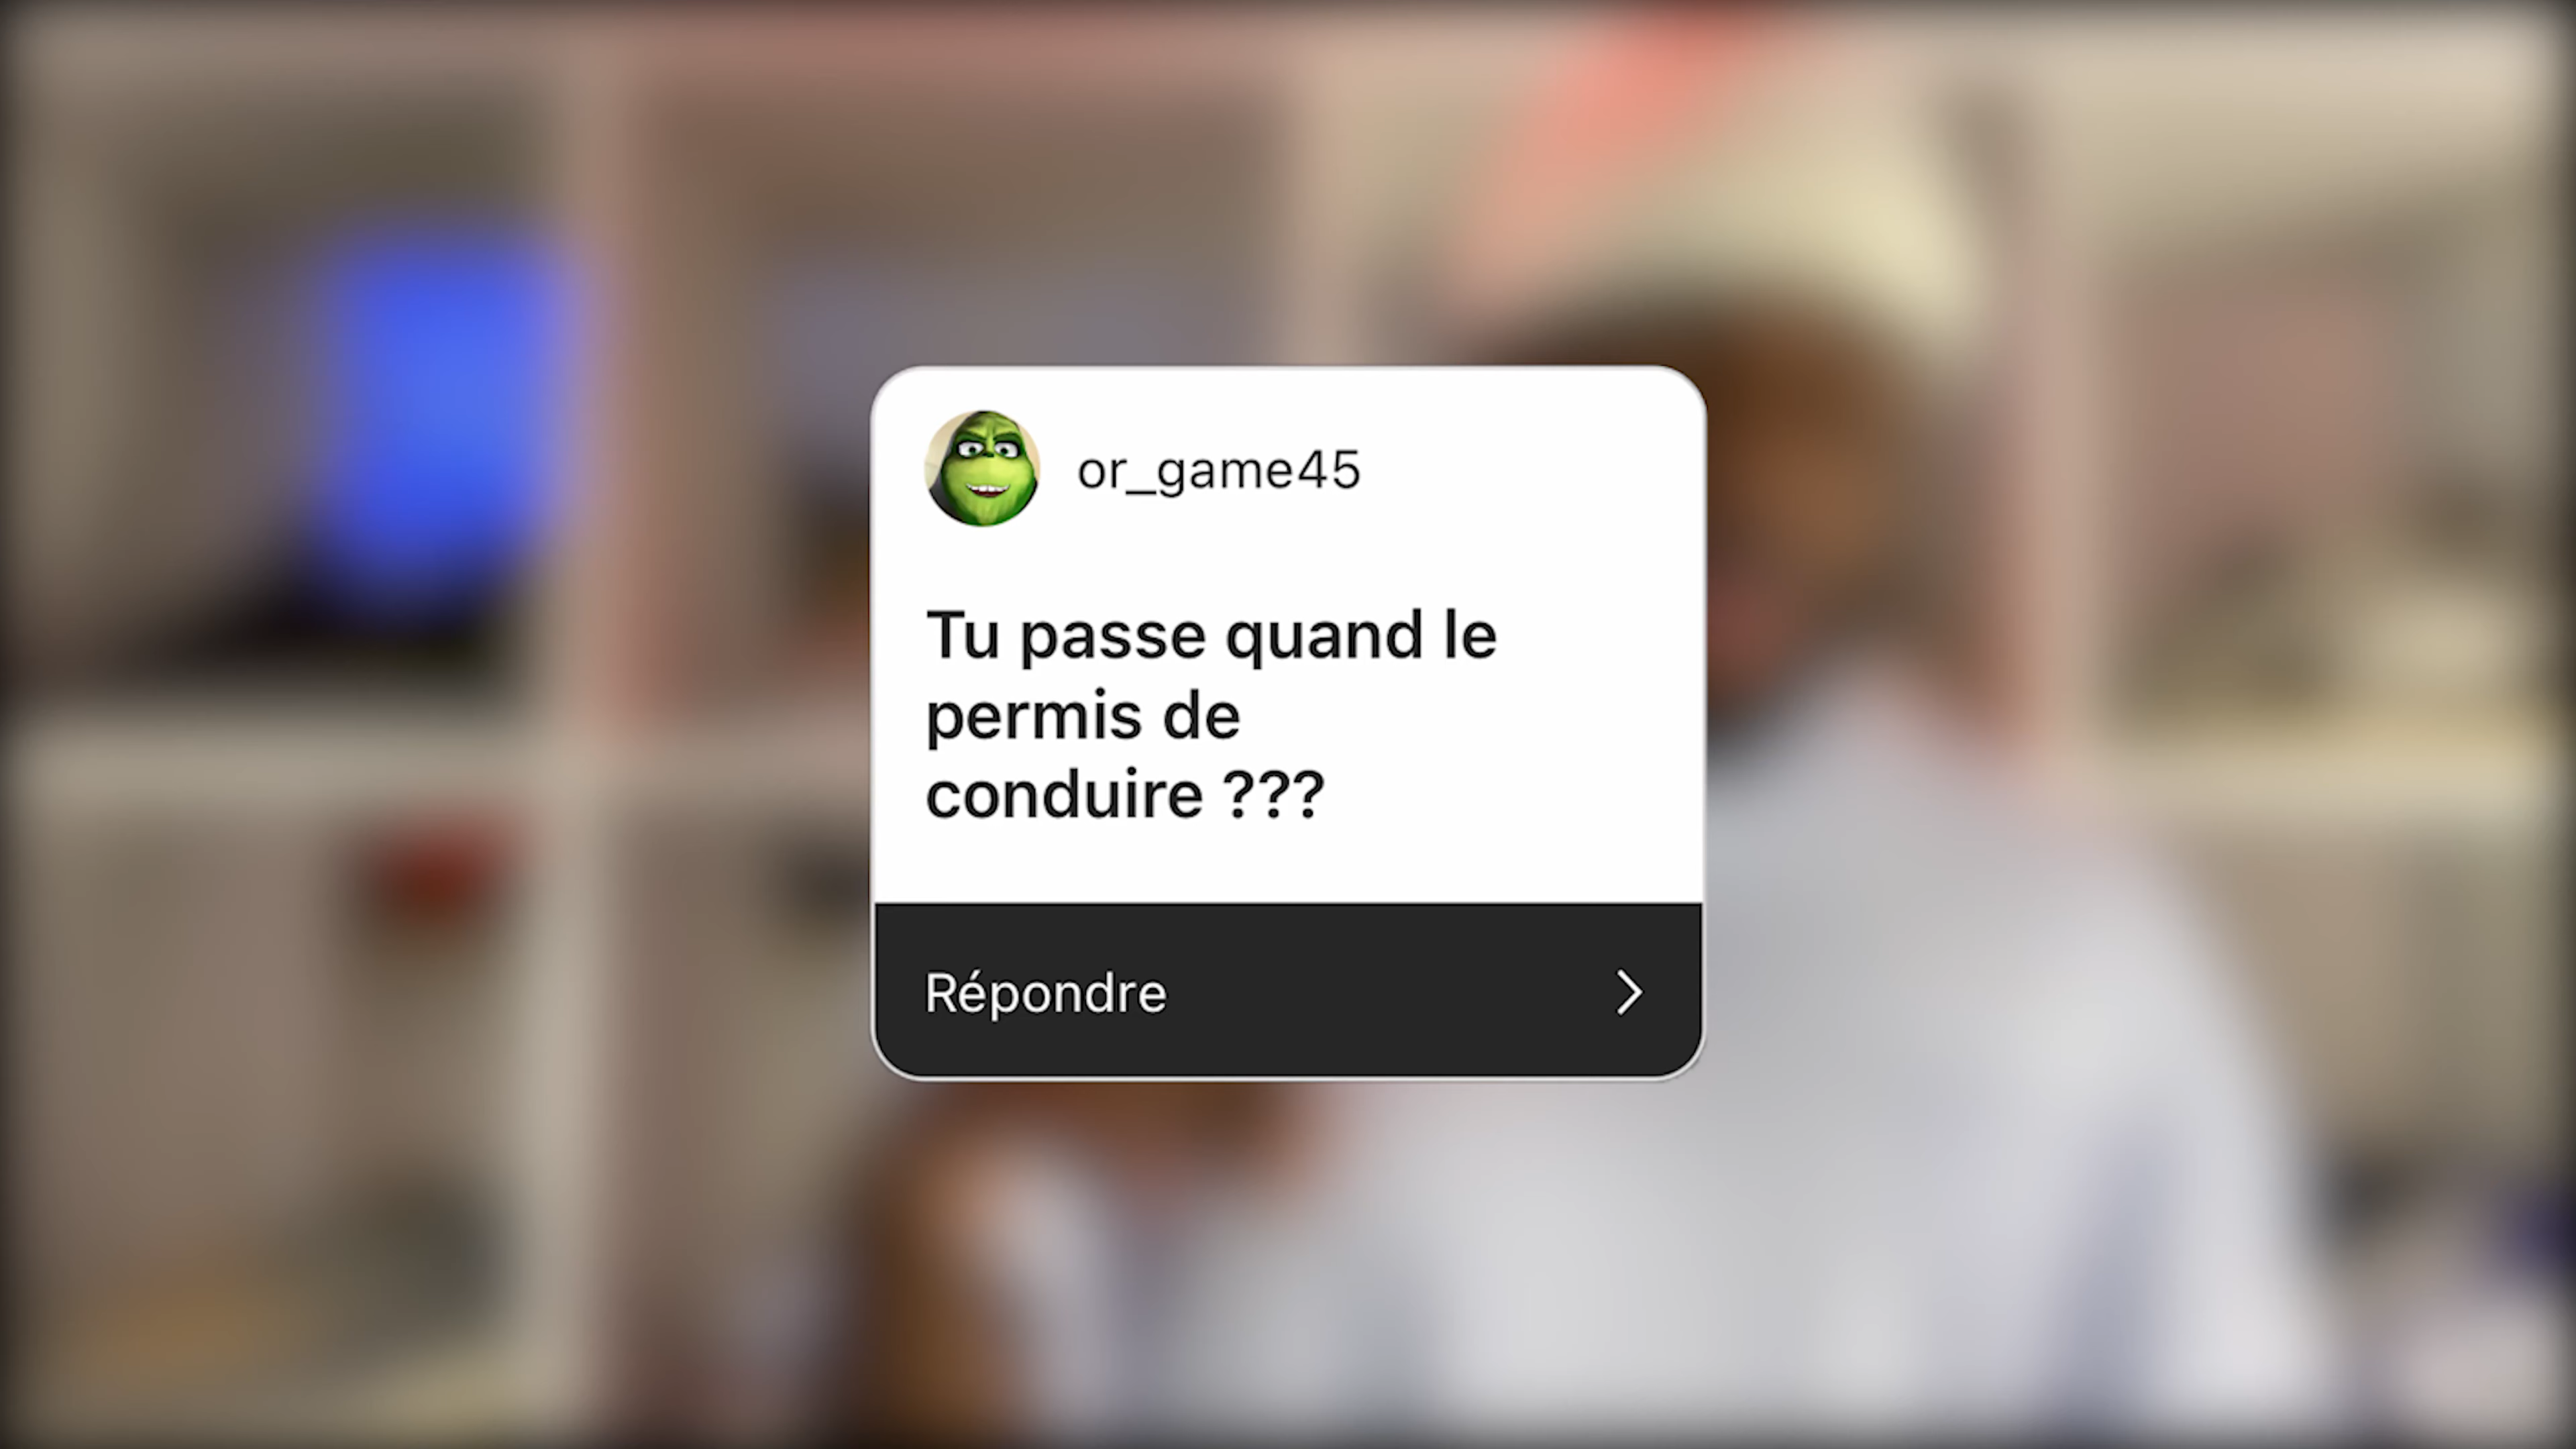 or_game45
Tu passe quand le
permis de
conduire ???
Répondre